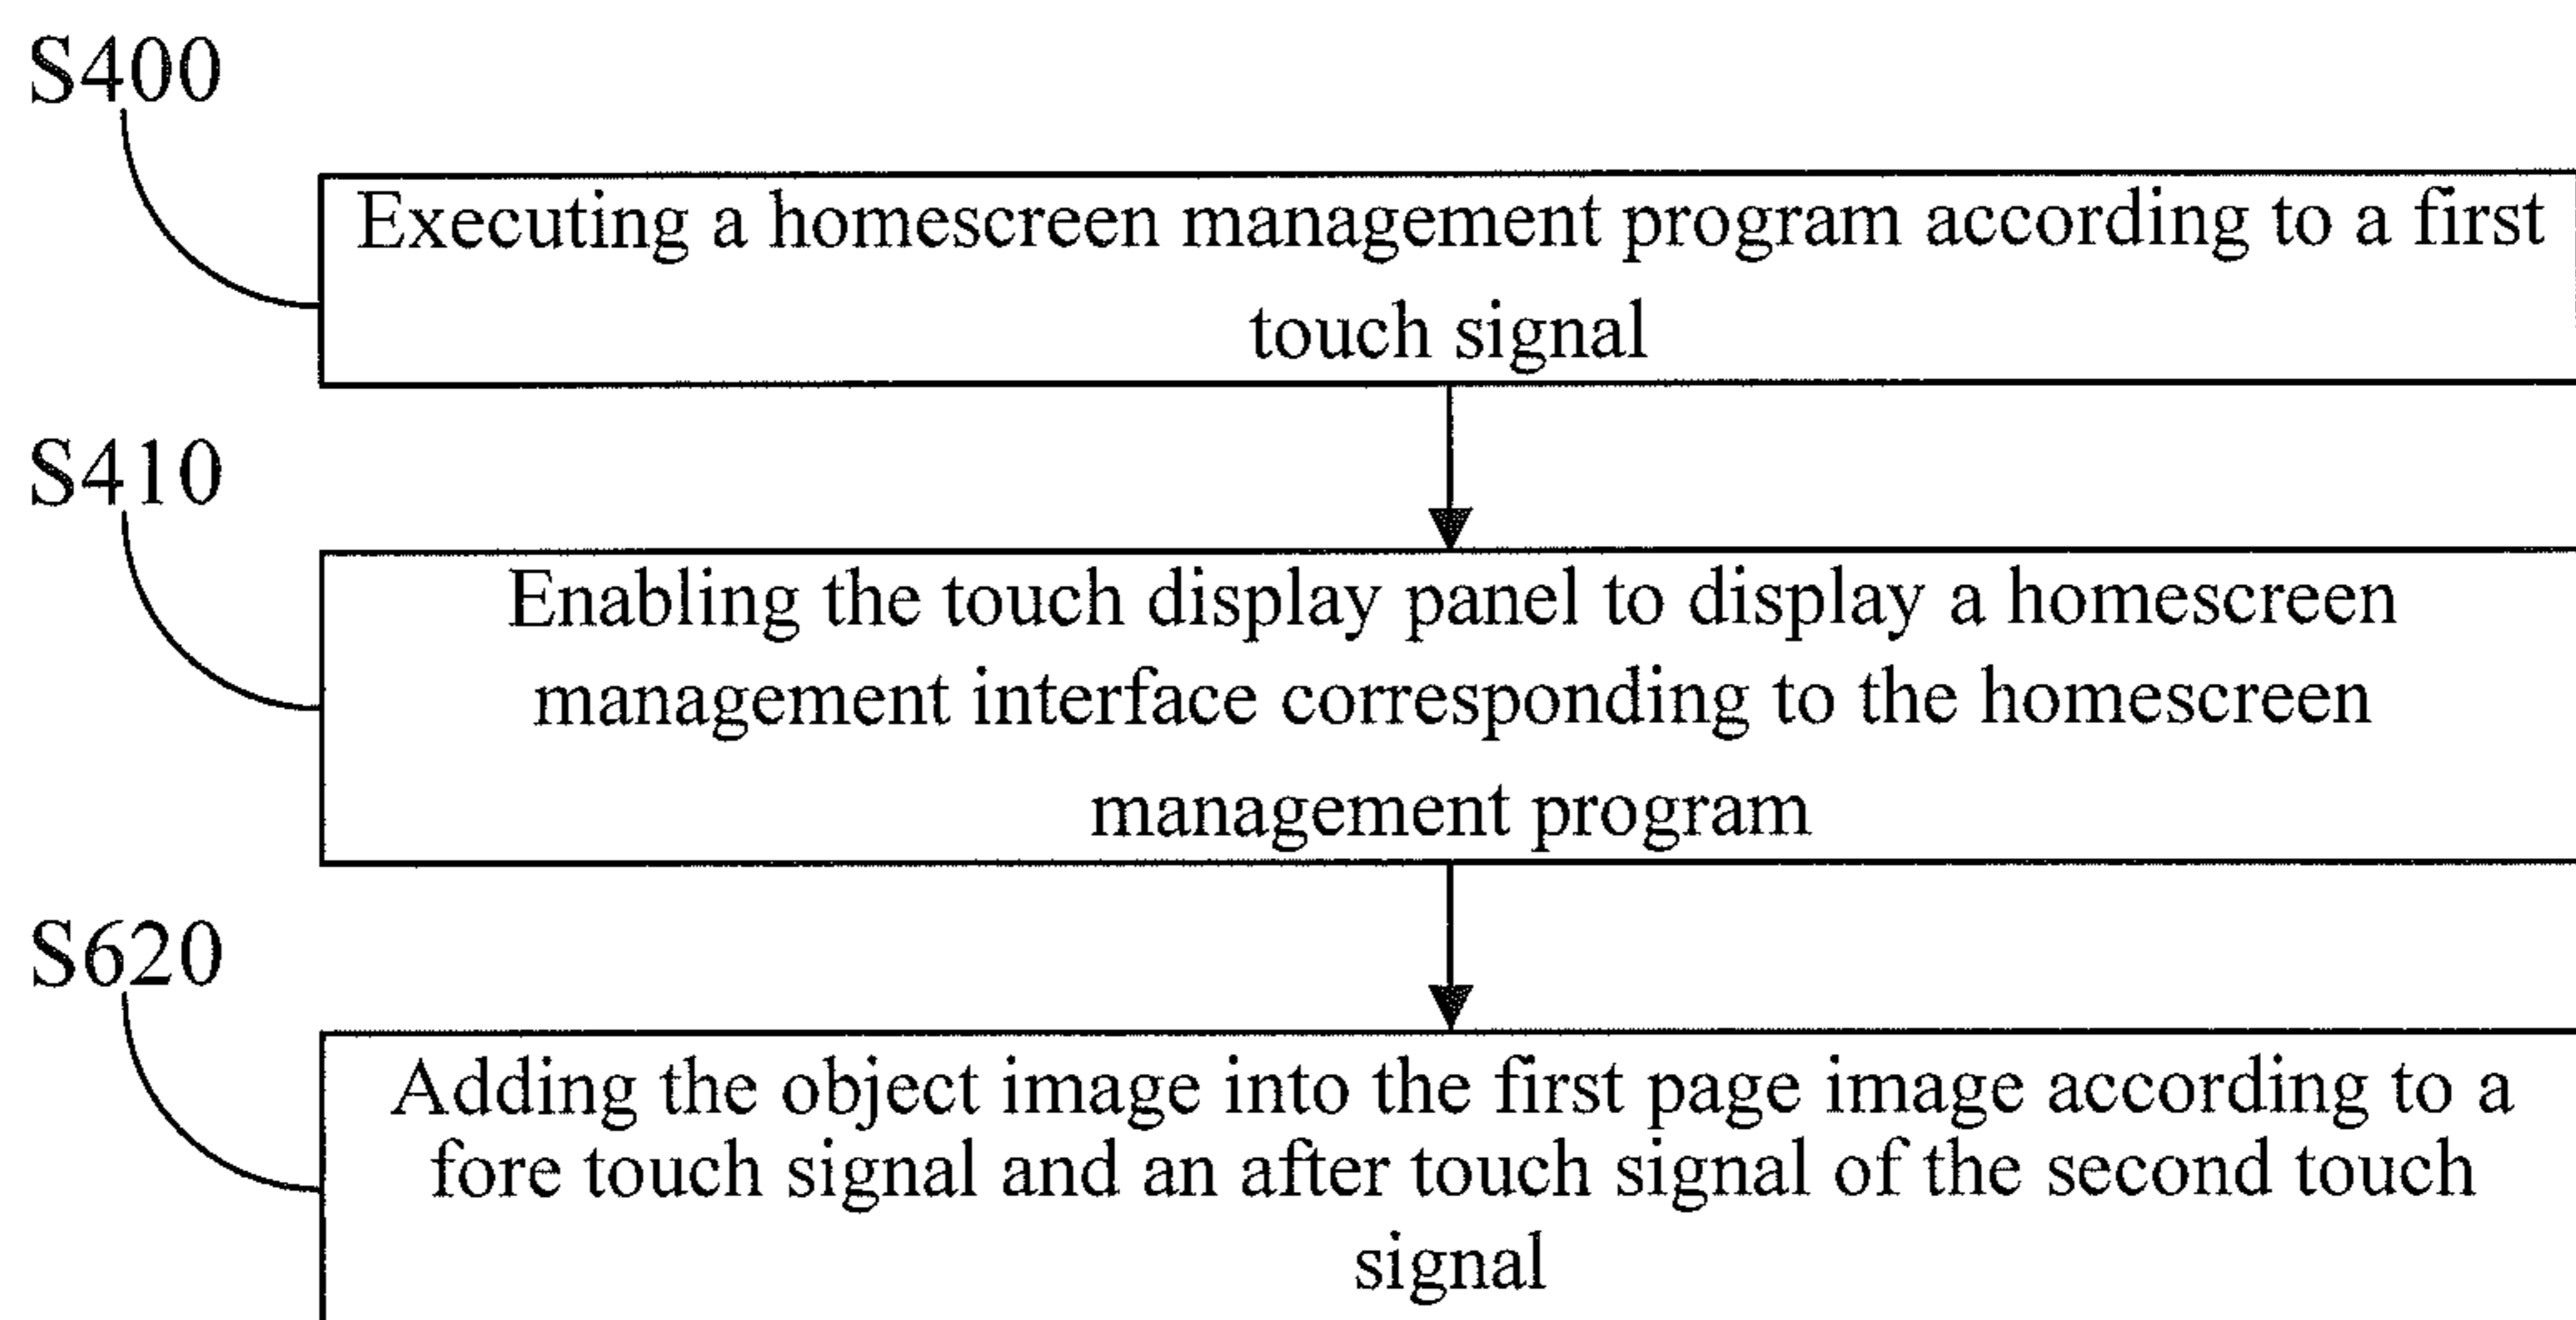 S400
Executing a homescreen management program according to a first
touch signal
S410
Enabling the touch display panel to display a homescreen
management interface corresponding to the homescreen
management program
S620
Adding the object image into the first page image according to a
fore touch signal and an after touch signal of the second touch
signal